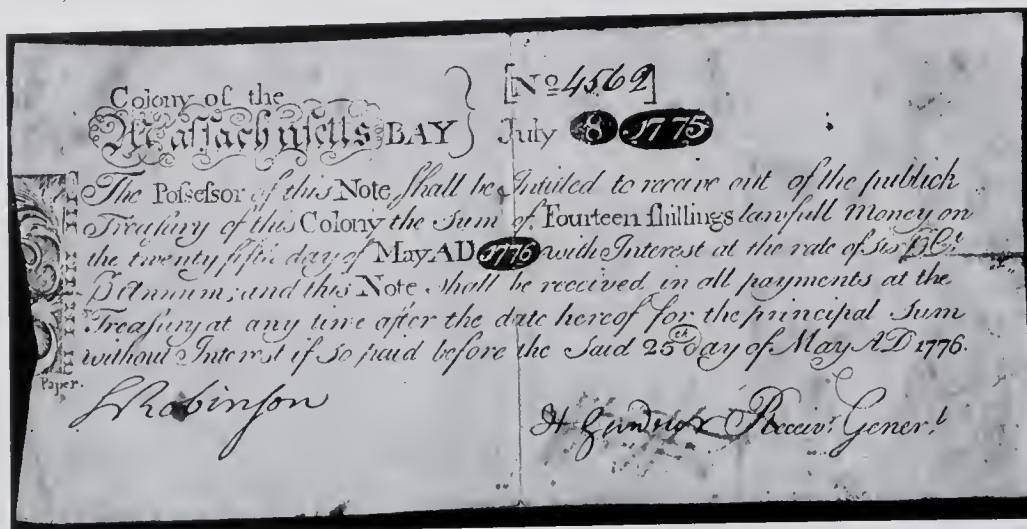 Colony of the
Massachusetts BAY
[No 4562]
July 8 1775
The Possessor of this Note shall be Intitled to receive out of the publick
Treasury of this Colony the Sum of Fourteen shillings lawfull Money on
the twenty fifth day of May AD 1776 with Interest at the rate of six
Annum; and this Note shall be received in all payments at the
Treasury at any time after the date hereof for the principal Sum
without Interest if so paid before the Said 25th day of May AD 1776.
Paper.
Robinson
H Receivr. Generl.